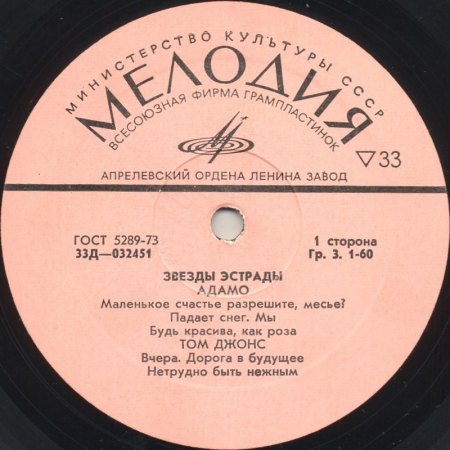 МИНИСТЕРСТВО КУЛЬТУРЫ СССР
МЕЛОДИЯ
ВСЕСОЮЗНАЯ ФИРМА ГРАМПЛАСТИНОК
▽33
АПРЕЛЕВСКИЙ ОРДЕНА ЛЕНИНА ЗАВОД
ГОСТ 5289-73
33Д—032451
1 сторона
Гр. 3. 1-60
ЗВЕЗДЫ ЭСТРАДЫ
АДАМО
Маленькое счастье разрешите, месье?
Падает снег. Мы
Будь красива, как роза
ТОМ ДЖОНС
Вчера. Дорога в будущее
Нетрудно быть нежным